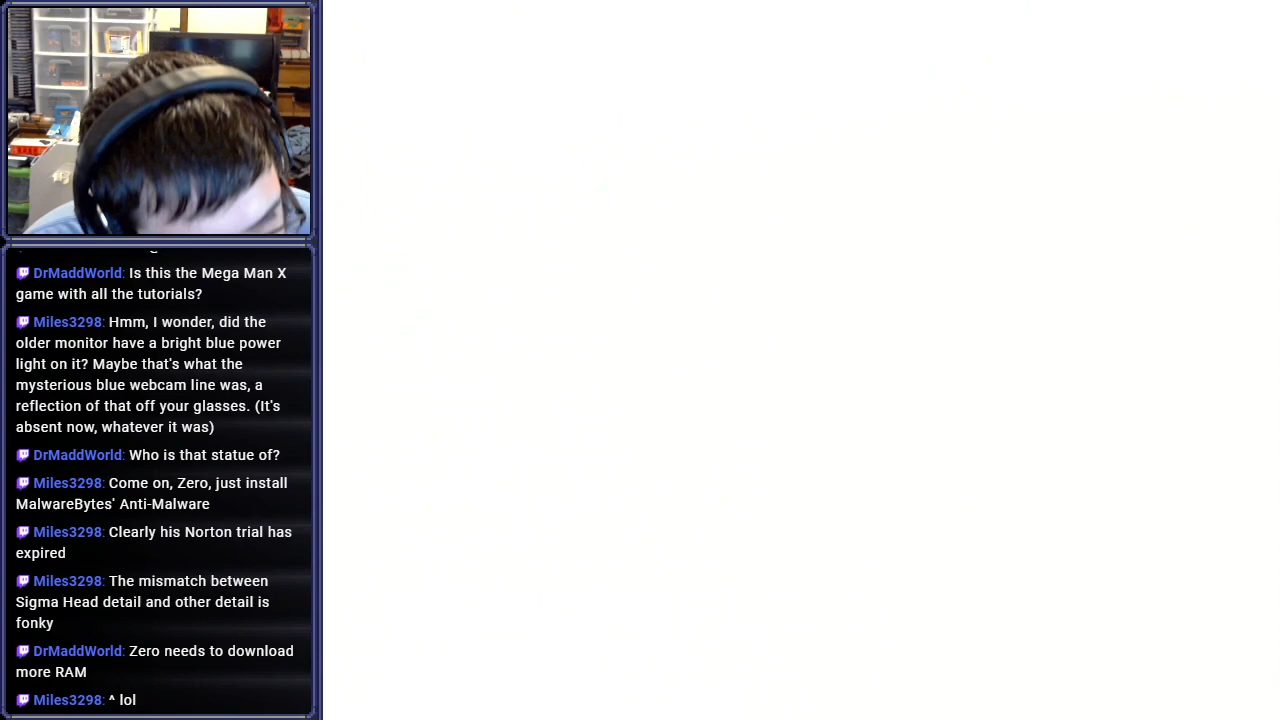 DrMaddWorld: Is this the Mega Man X
game with all the tutorials?
Miles3298: Hmm, I wonder, did the
older monitor have a bright blue power
light on it? Maybe that's what the
mysterious blue webcam line was, a
reflection of that off your glasses. (It's
absent now, whatever it was)
DrMaddWorld: Who is that statue of?
Miles3298: Come on, Zero, just install
MalwareBytes' Anti-Malware
Miles3298: Clearly his Norton trial has
expired
Miles3298: The mismatch between
Sigma Head detail and other detail is
fonky
DrMaddWorld: Zero needs to download
more RAM
Miles3298: ^ lol